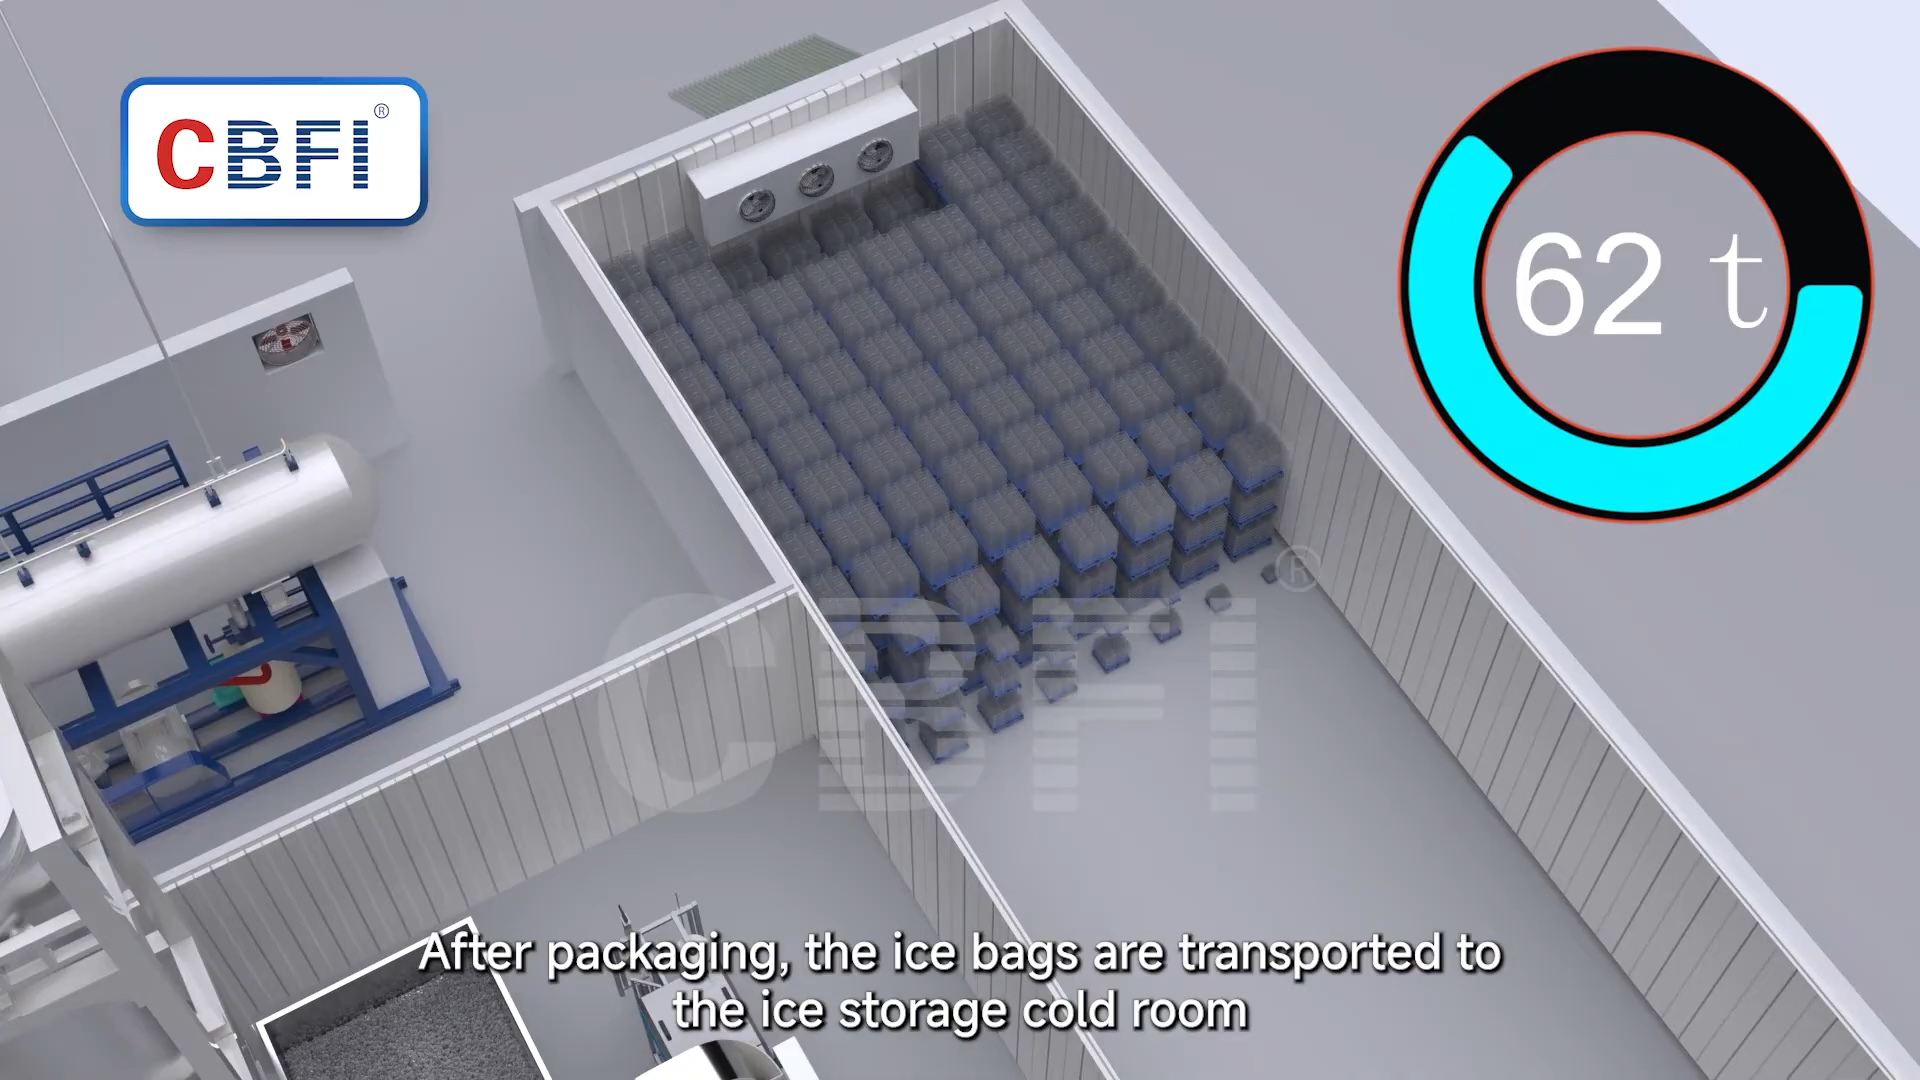 CBFI®
62 t
CBFI®
After packaging, the ice bags are transported to
the ice storage cold room